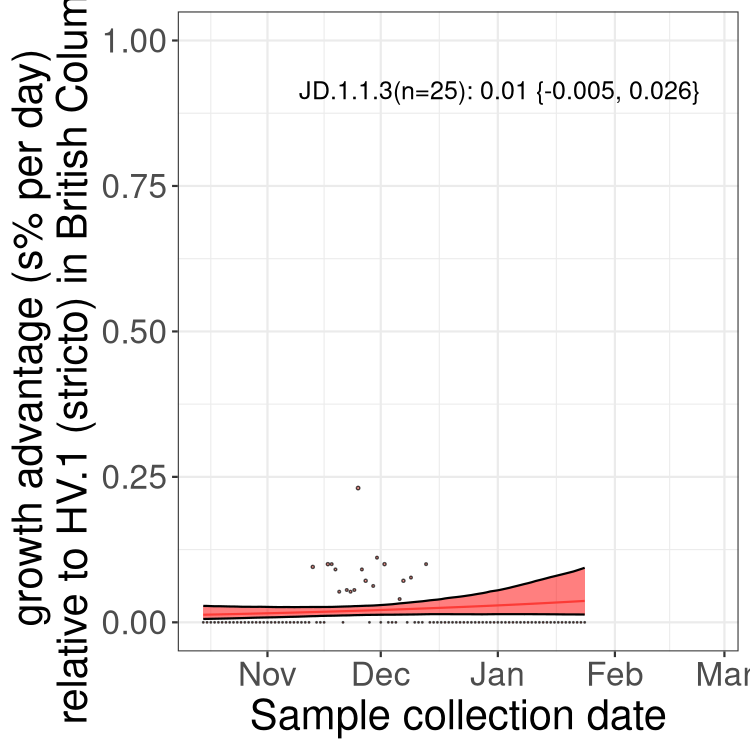 growth advantage (s% per day)
relative to HV.1 (stricto) in British Colum
1.00
0.75
0.50
0.25
0.00
JD.1.1.3(n=25): 0.01 {-0.005, 0.026}
Nov Dec Jan Feb Mar
Sample collection date